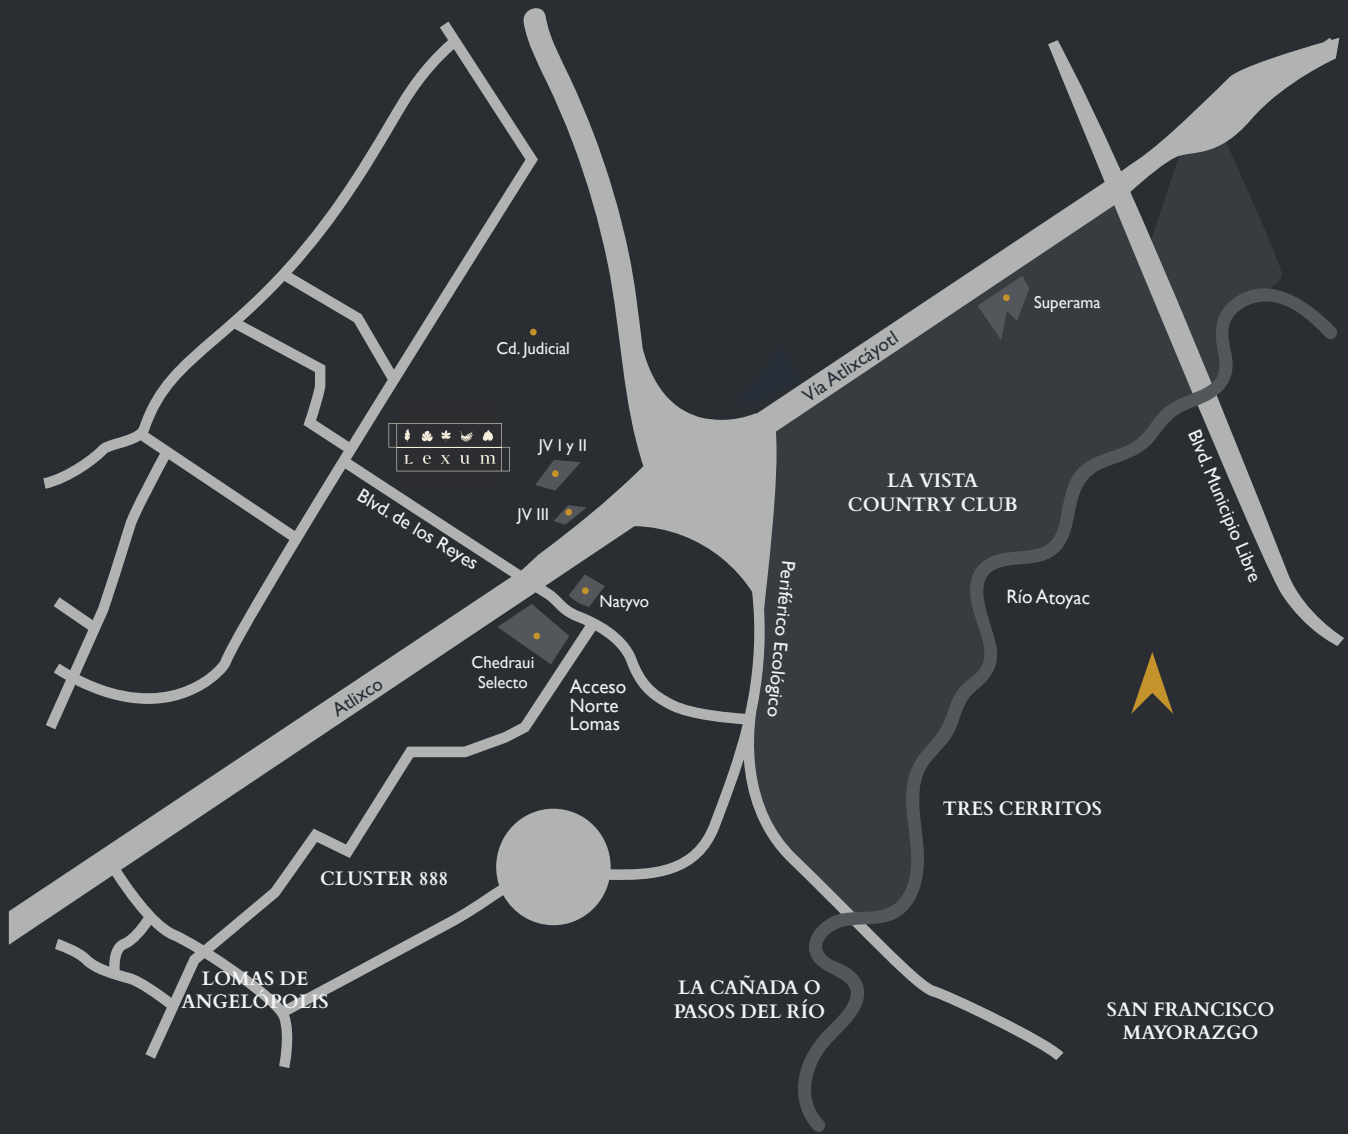 Superama
Cd. Judicial
Vía Atlixcáyotl
Lexum
JV I y II
LA VISTA
COUNTRY CLUB
Blvd. Municipio Libre
JV III
Blvd. de los Reyes
Periférico Ecológico
Río Atoyac
Natyvo
Chedraui
Selecto
Acceso
Norte
Lomas
Atlixco
TRES CERRITOS
CLUSTER 888
LOMAS DE
ANGELÓPOLIS
LA CAÑADA O
PASOS DEL RÍO
SAN FRANCISCO
MAYORAZGO